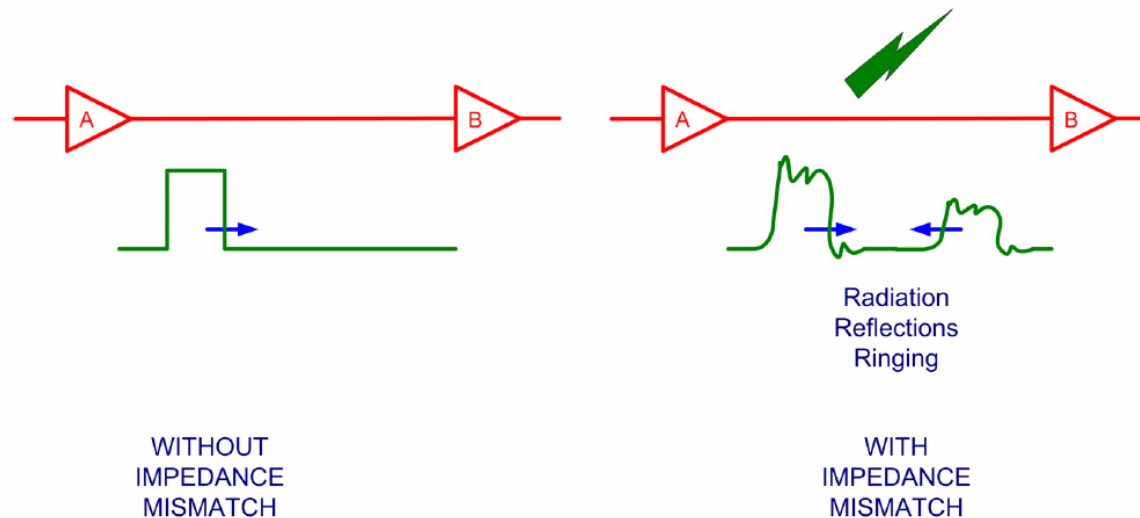 A
B
A
B
Radiation
Reflections
Ringing
WITHOUT
IMPEDANCE
MISMATCH
WITH
IMPEDANCE
MISMATCH